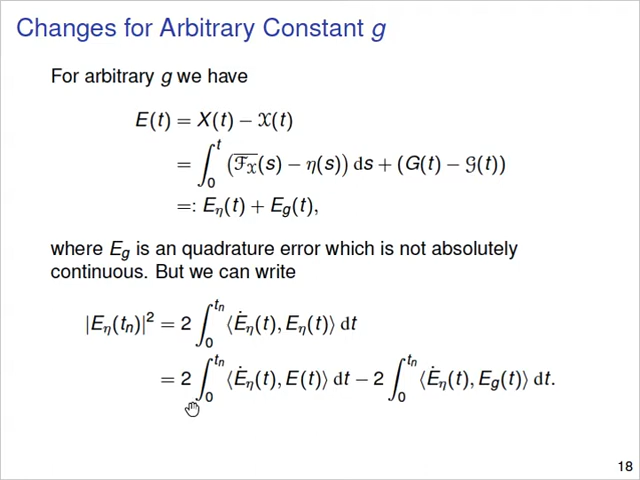 Changes for Arbitrary Constant g
For arbitrary g we have
E(t) = X(t) − 𝒳(t)
= ∫₀ᵗ (ℱ̅_𝒳(s) − η(s)) ds + (G(t) − 𝒢(t))
=: E_η(t) + E_g(t),
where E_g is an quadrature error which is not absolutely
continuous. But we can write
|E_η(t_n)|² = 2 ∫₀^{t_n} ⟨Ė_η(t), E_η(t)⟩ dt
= 2 ∫₀^{t_n} ⟨Ė_η(t), E(t)⟩ dt − 2 ∫₀^{t_n} ⟨Ė_η(t), E_g(t)⟩ dt.
18